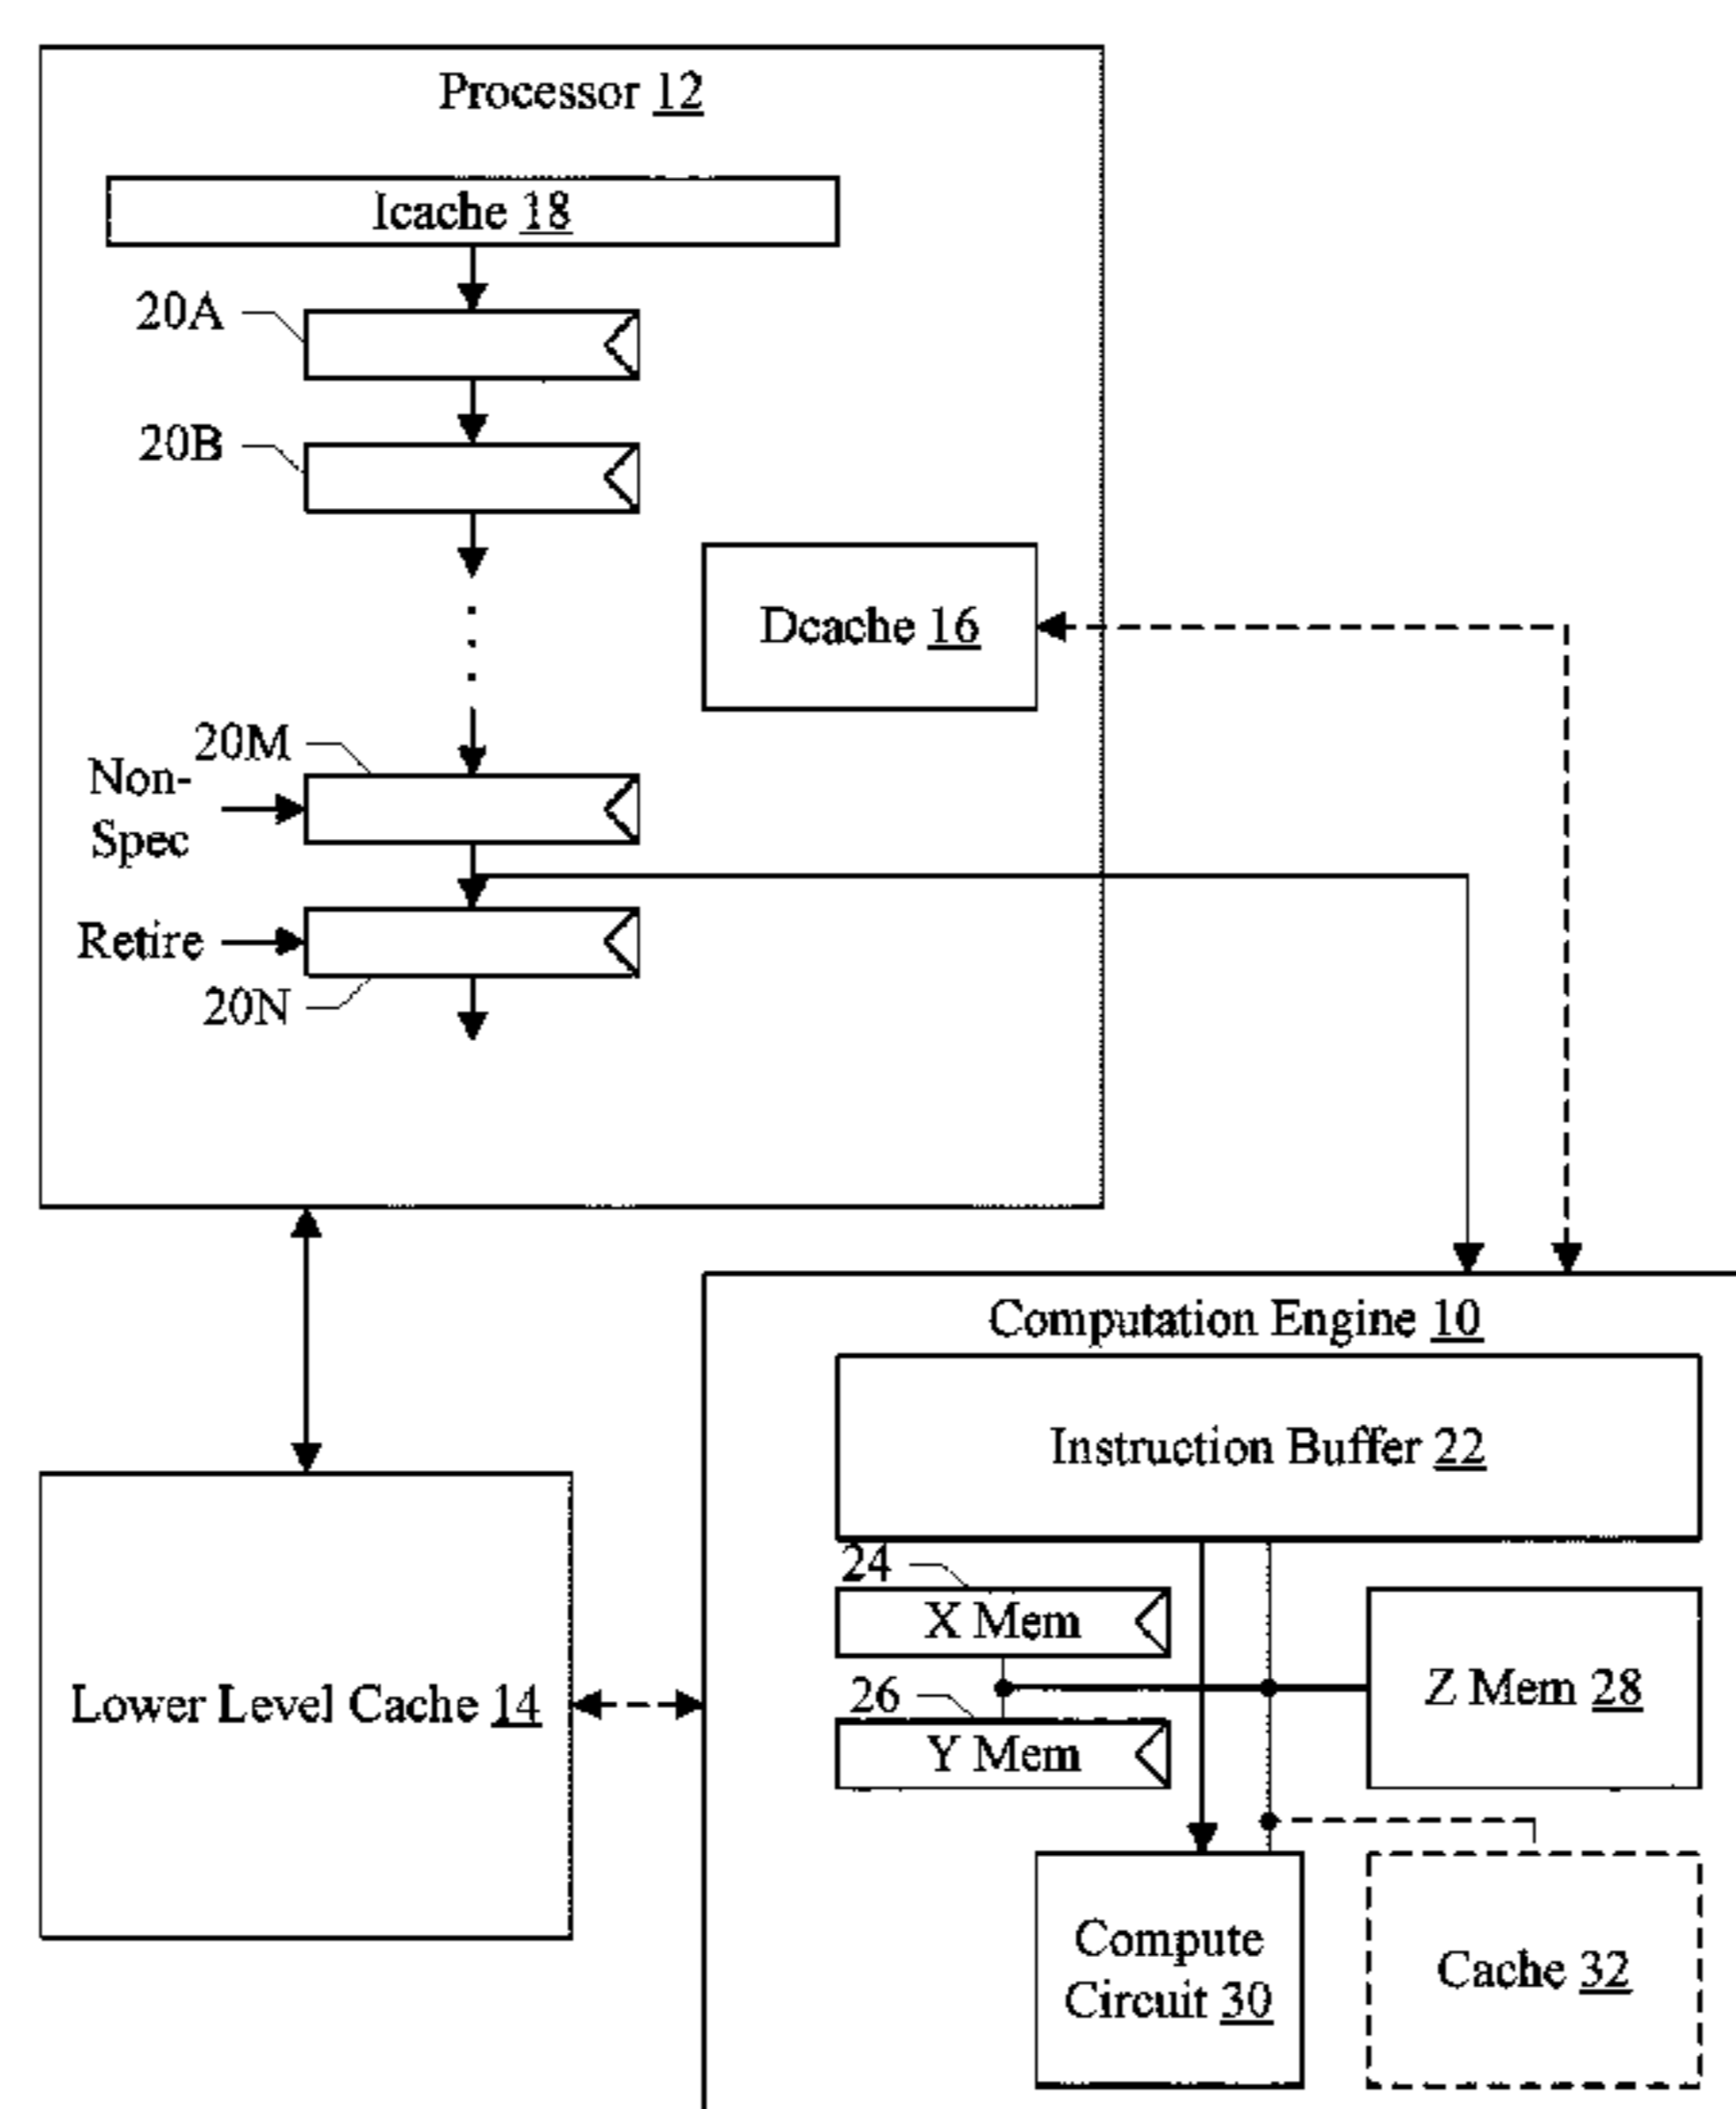 Processor 12
Icache 18
20A
20B
Dcache 16
20M
Non-
Spec
Retire
20N
Computation Engine 10
Instruction Buffer 22
24
X Mem
26
Y Mem
Z Mem 28
Lower Level Cache 14
Compute
Circuit 30
Cache 32